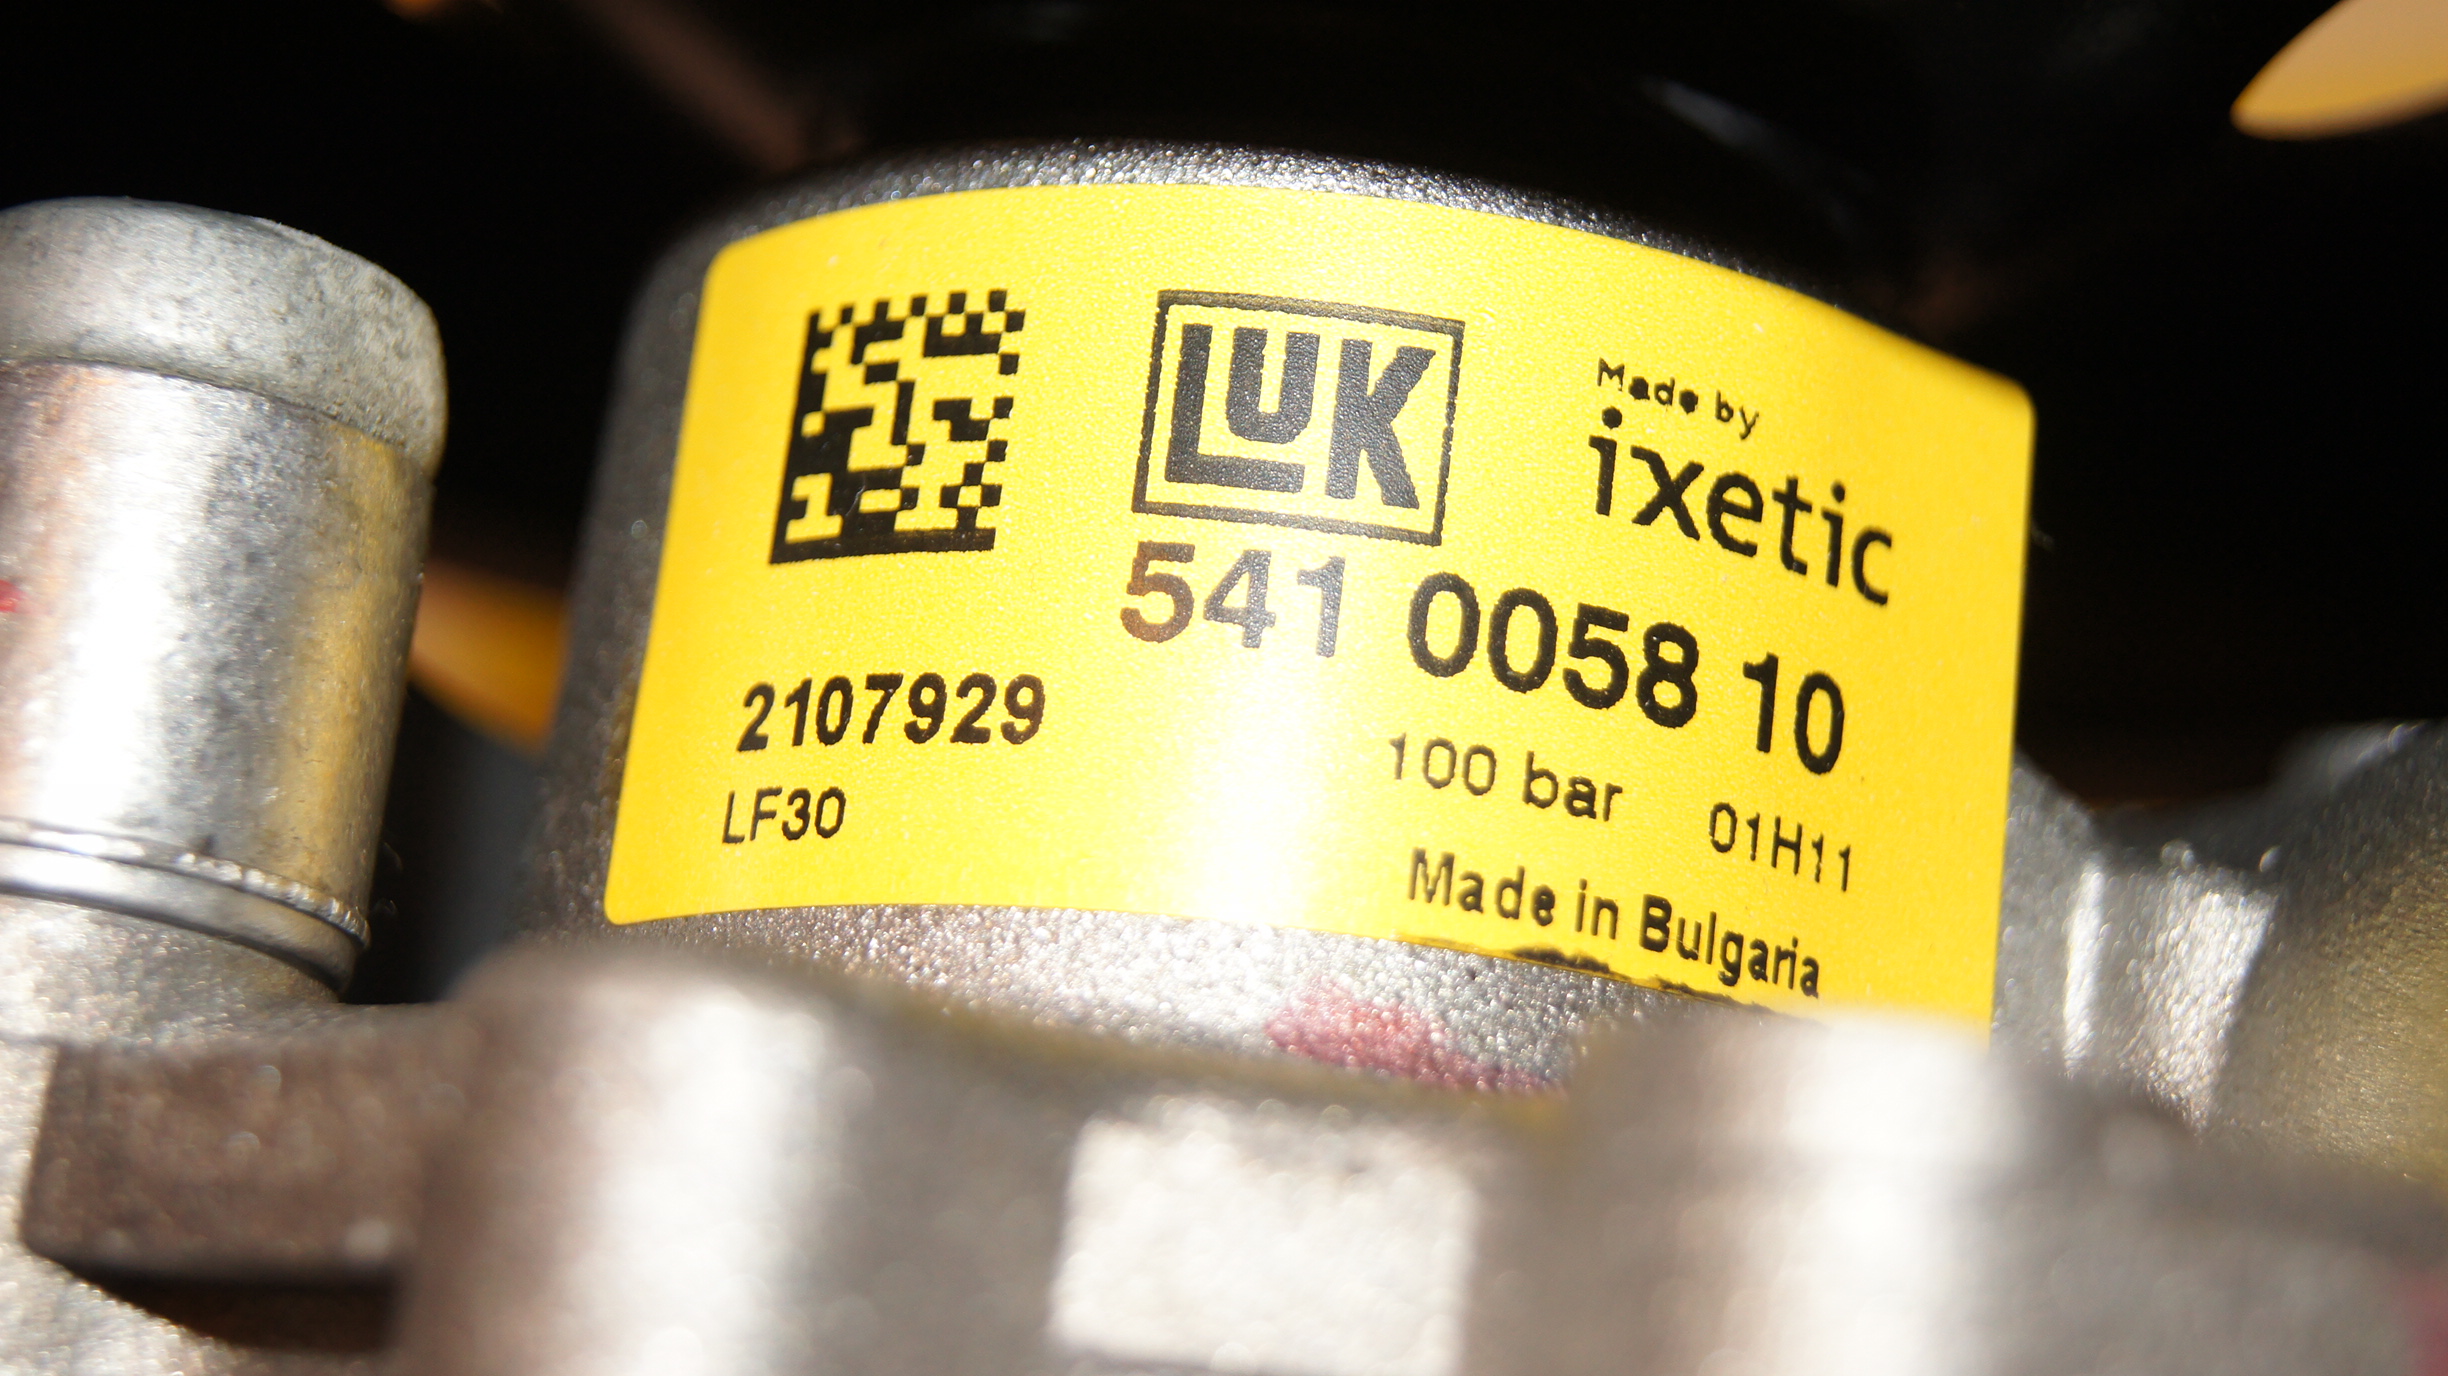 LUK
Made by
ixetic
541 0058 10
2107929
LF30
100 bar 01H11
Made in Bulgaria